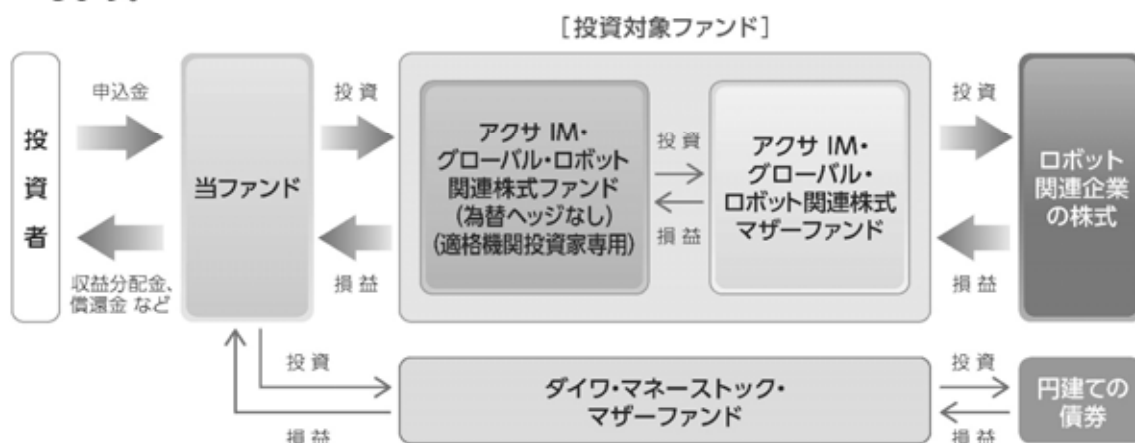 ［投資対象ファンド］
投
資
者
申込金
収益分配金、
償還金 など
当ファンド
投 資
損 益
アクサ IM・
グローバル・ロボット
関連株式ファンド
(為替ヘッジなし)
(適格機関投資家専用)
投 資
損 益
アクサ IM・
グローバル・
ロボット関連株式
マザーファンド
投 資
損 益
ロボット
関連企業
の株式
投 資
損 益
ダイワ・マネーストック・
マザーファンド
投 資
損 益
円建ての
債券